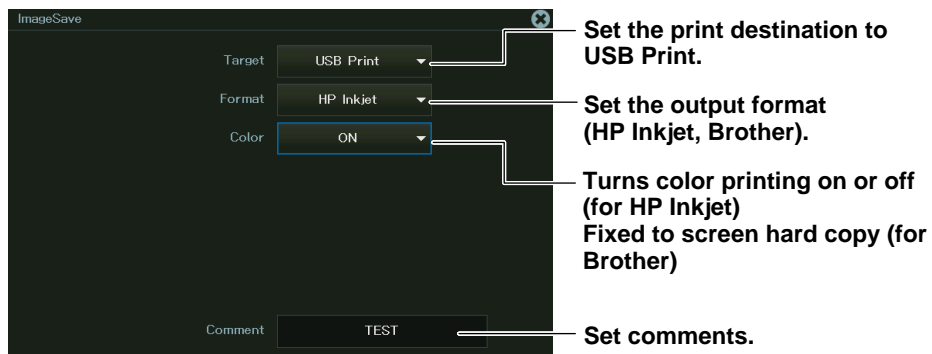 ImageSave
Target USB Print
Set the print destination to
USB Print.
Format HP Inkjet
Set the output format
(HP Inkjet, Brother).
Color ON
Turns color printing on or off
(for HP Inkjet)
Fixed to screen hard copy (for
Brother)
Comment TEST
Set comments.